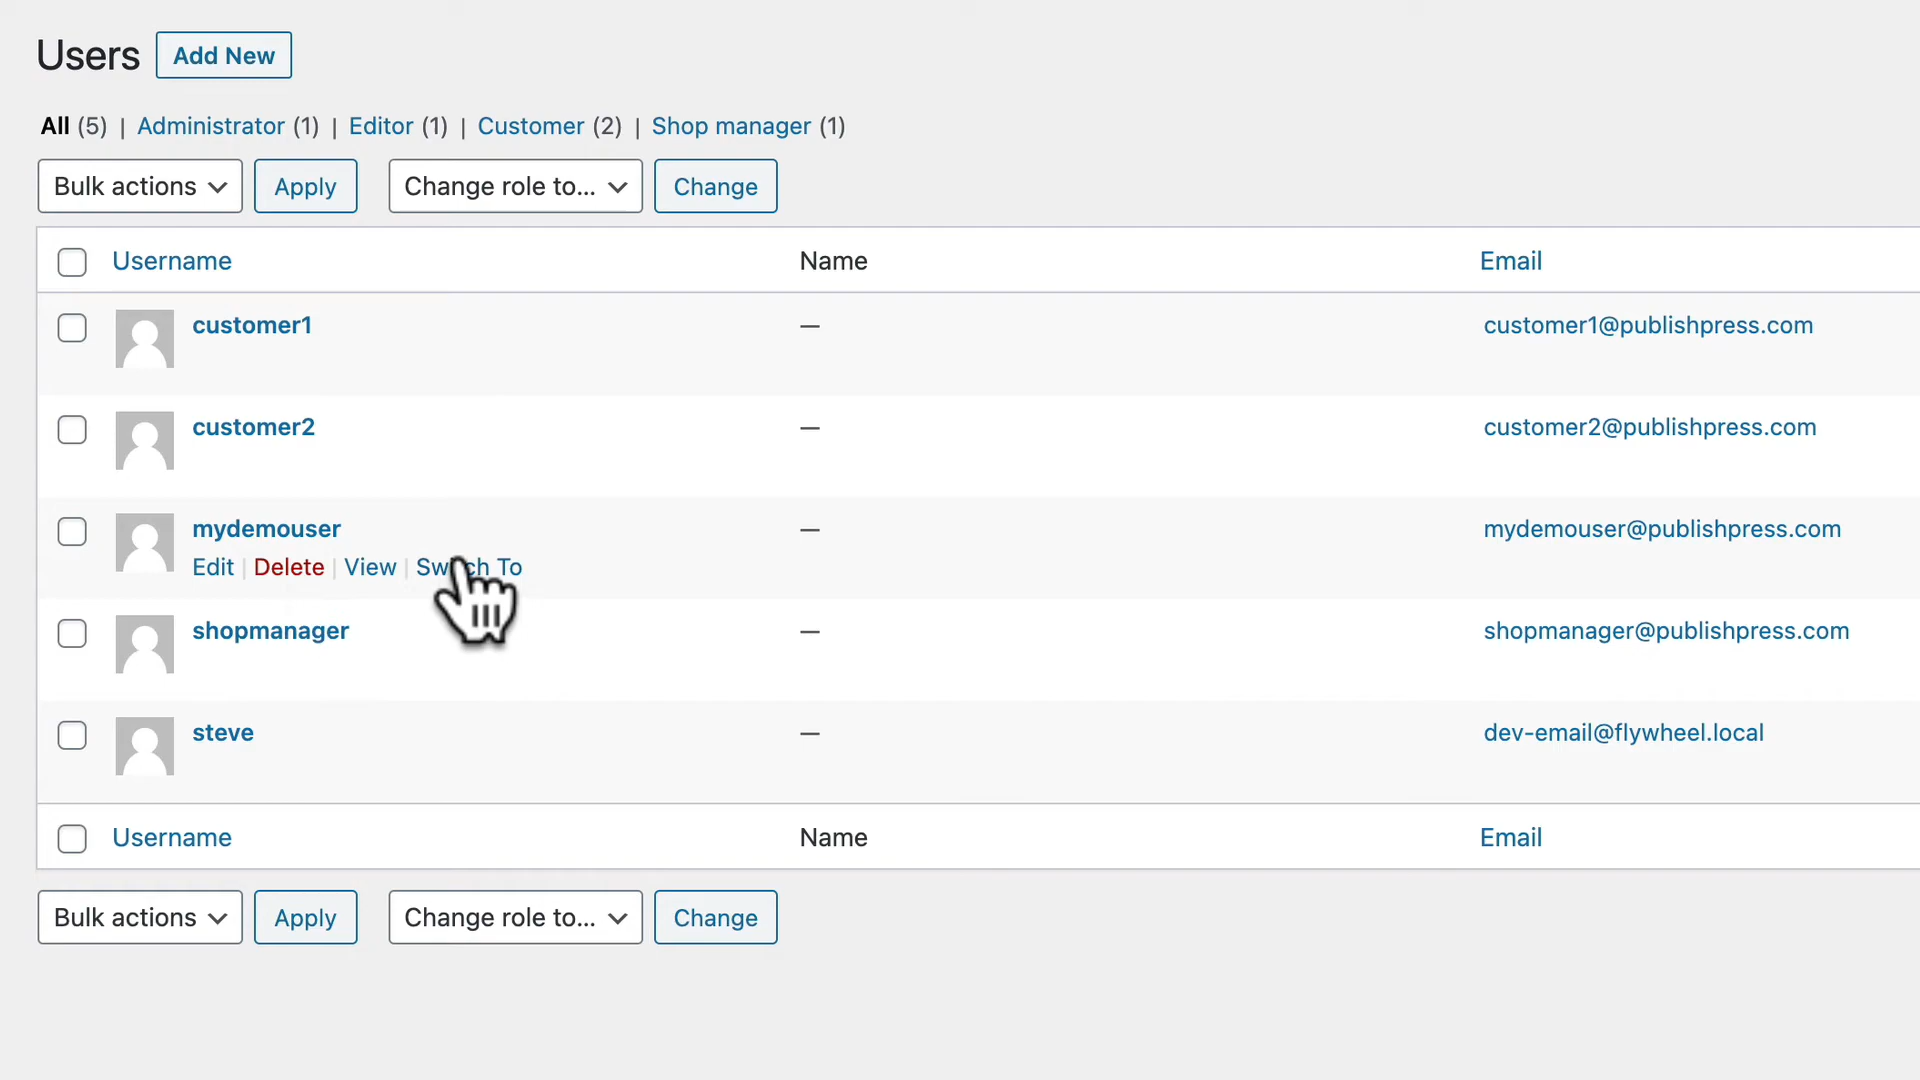 Users Add New
All (5) | Administrator (1) | Editor (1) | Customer (2) | Shop manager (1)
Bulk actions Apply Change role to... Change
Username Name Email
customer1 — customer1@publishpress.com
customer2 — customer2@publishpress.com
mydemouser — mydemouser@publishpress.com
Edit | Delete | View | Switch To
shopmanager — shopmanager@publishpress.com
steve — dev-email@flywheel.local
Username Name Email
Bulk actions Apply Change role to... Change